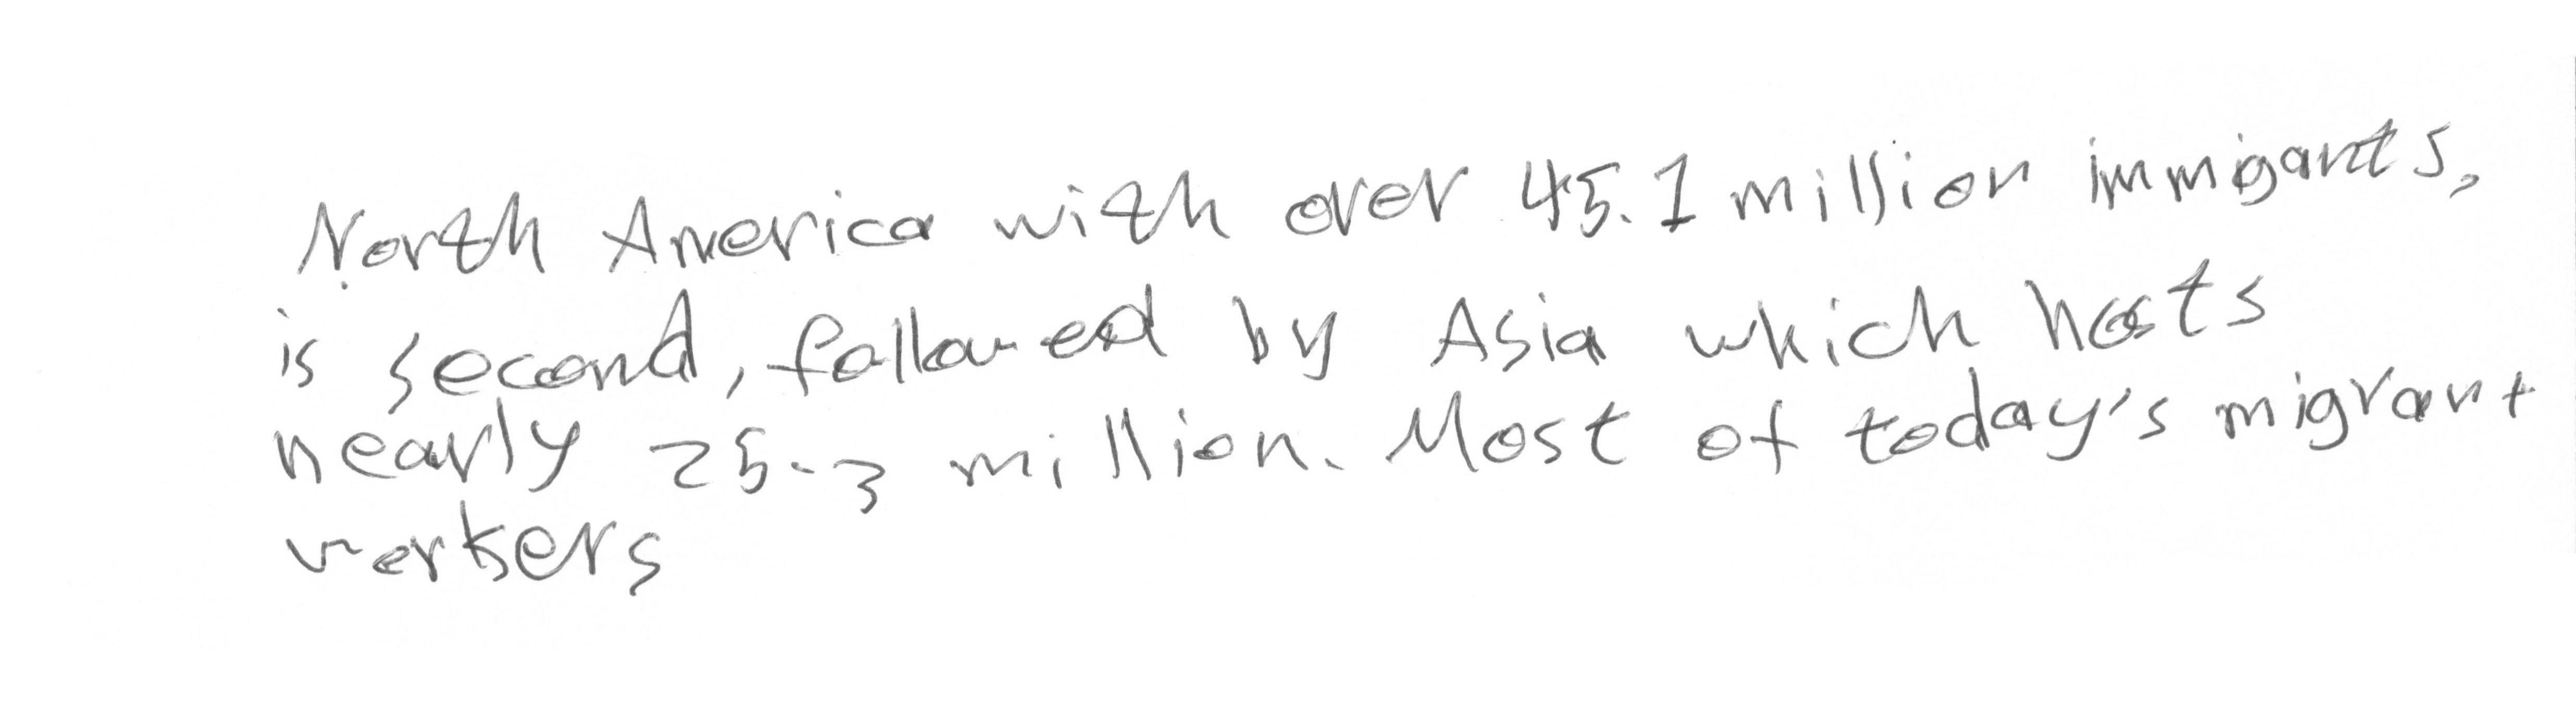 North America with over 45.1 million immigants,
is second, followed by Asia which hosts
nearly 25.3 million. Most of today's migrant
workers